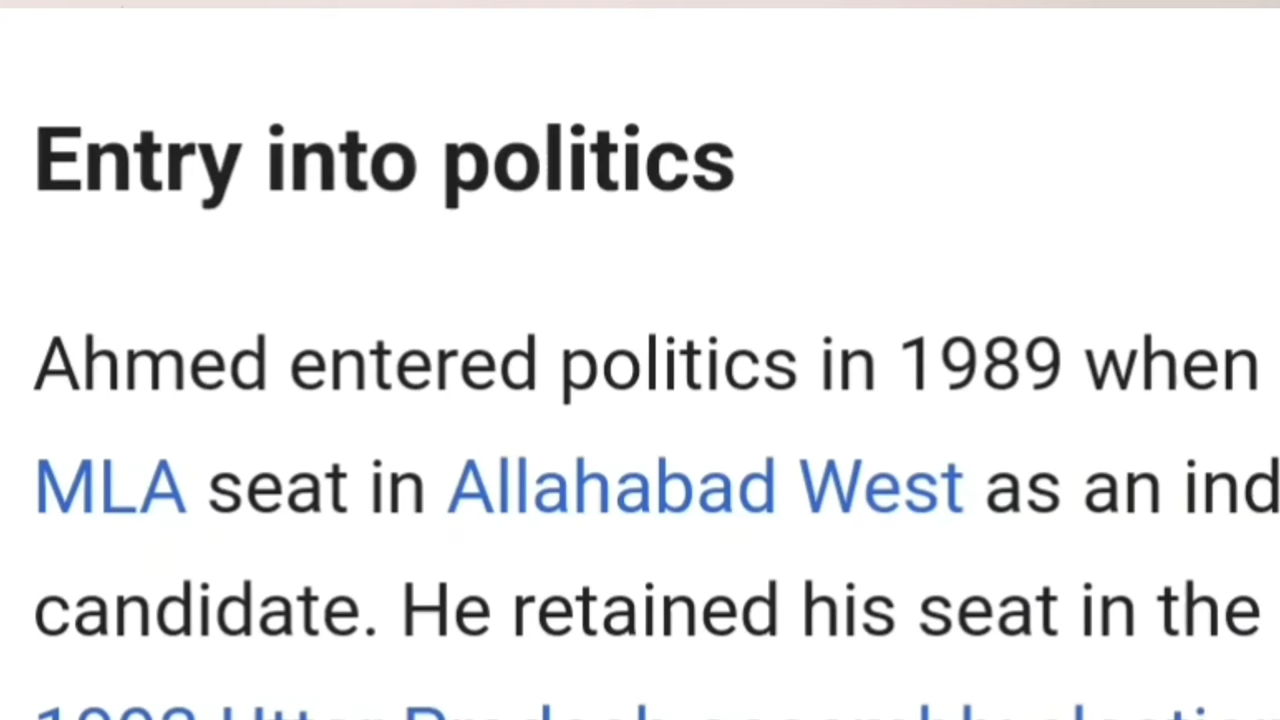 Entry into politics
Ahmed entered politics in 1989 when
MLA seat in Allahabad West as an ind
candidate. He retained his seat in the